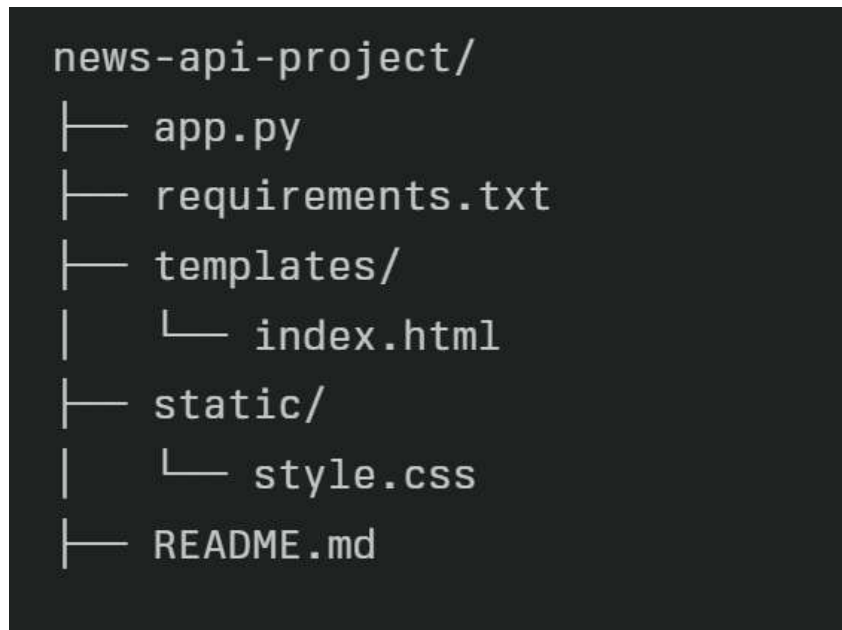 news-api-project/
├── app.py
├── requirements.txt
├── templates/
│   └── index.html
├── static/
│   └── style.css
├── README.md